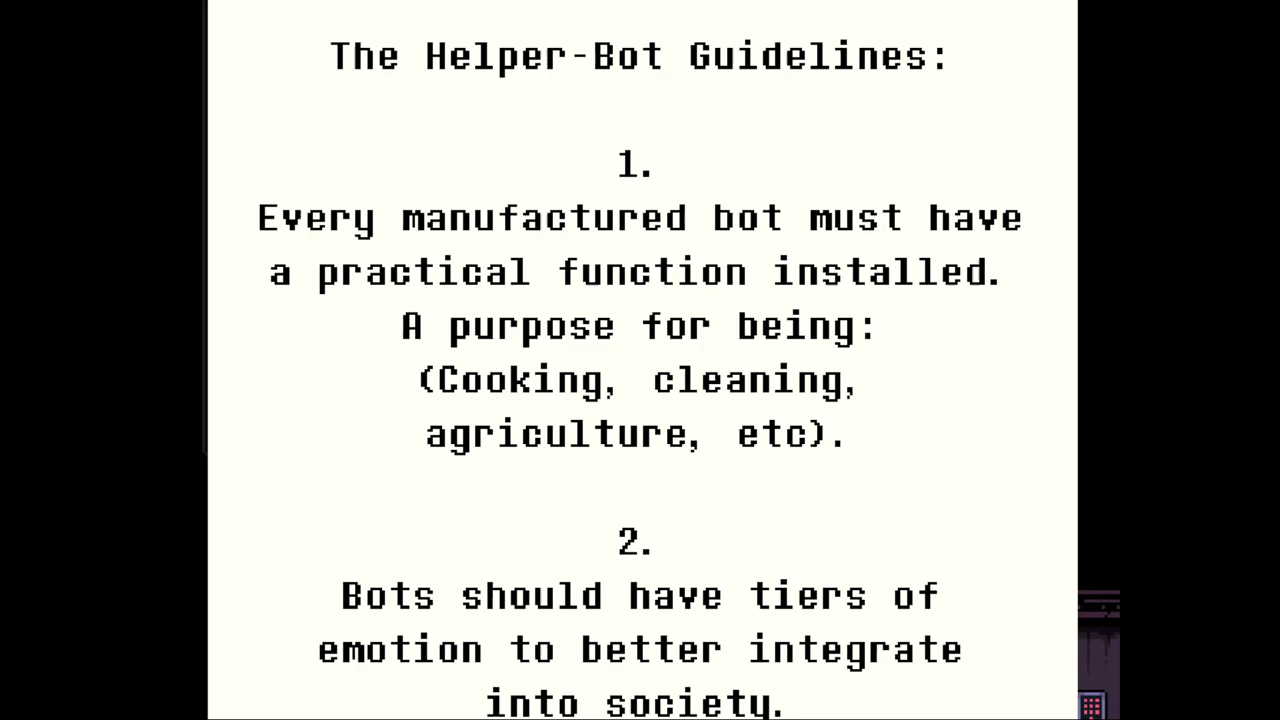 The Helper-Bot Guidelines:
1.
Every manufactured bot must have
a practical function installed.
A purpose for being:
(Cooking, cleaning,
agriculture, etc).
2.
Bots should have tiers of
emotion to better integrate
into society.